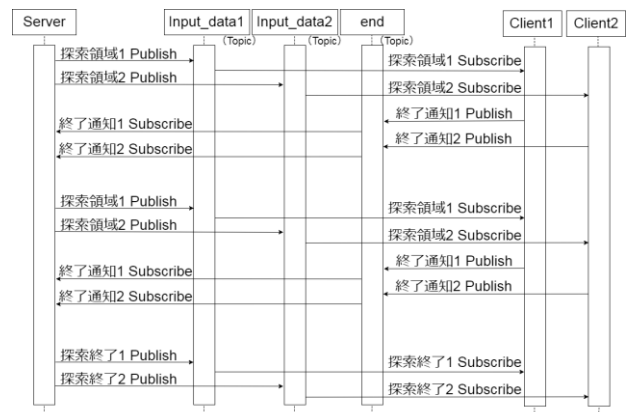 Server Input_data1 Input_data2 end Client1 Client2
(Topic) (Topic) (Topic)
探索領域1 Publish
探索領域1 Subscribe
探索領域2 Publish
探索領域2 Subscribe
終了通知1 Publish
終了通知1 Subscribe
終了通知2 Publish
終了通知2 Subscribe
探索領域1 Publish
探索領域1 Subscribe
探索領域2 Publish
探索領域2 Subscribe
終了通知1 Publish
終了通知1 Subscribe
終了通知2 Publish
終了通知2 Subscribe
探索終了1 Publish
探索終了1 Subscribe
探索終了2 Publish
探索終了2 Subscribe